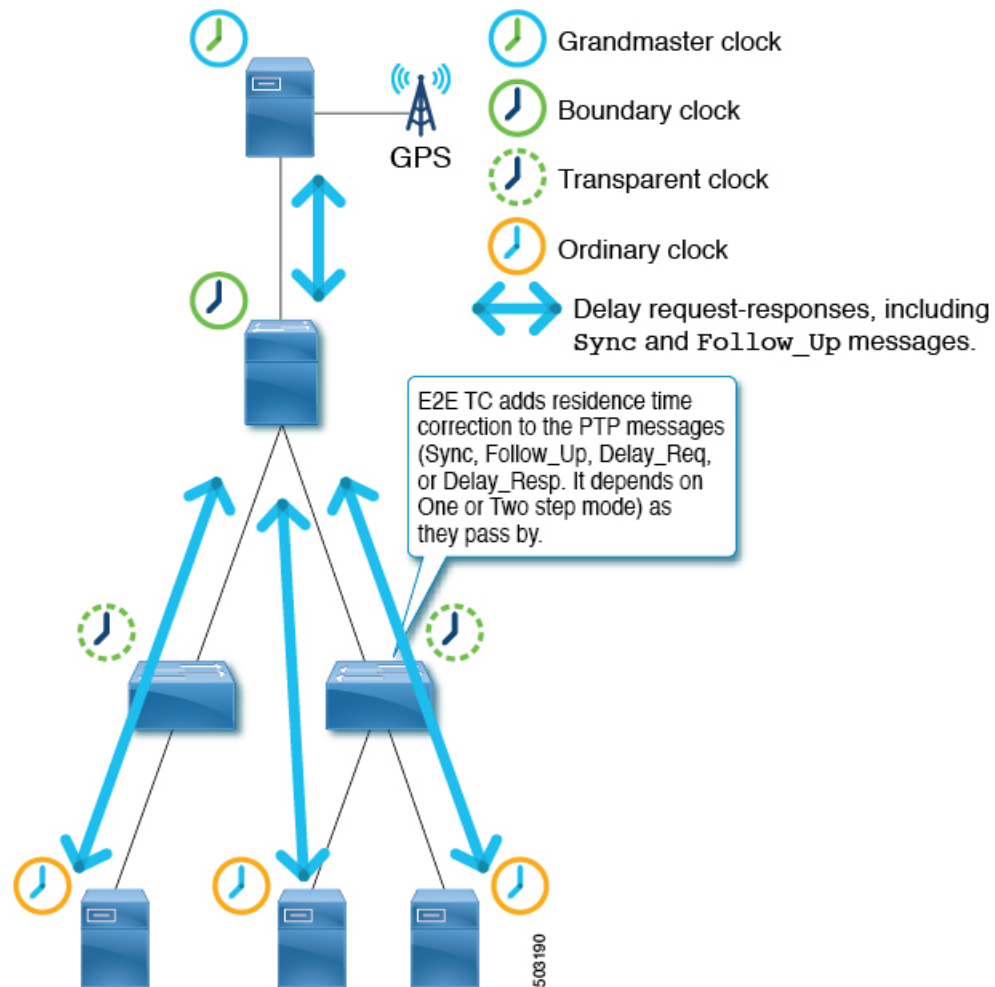 Grandmaster clock
GPS
Boundary clock
Transparent clock
Ordinary clock
Delay request-responses, including
Sync and Follow_Up messages.
E2E TC adds residence time
correction to the PTP messages
(Sync, Follow_Up, Delay_Req,
or Delay_Resp. It depends on
One or Two step mode) as
they pass by.
503190